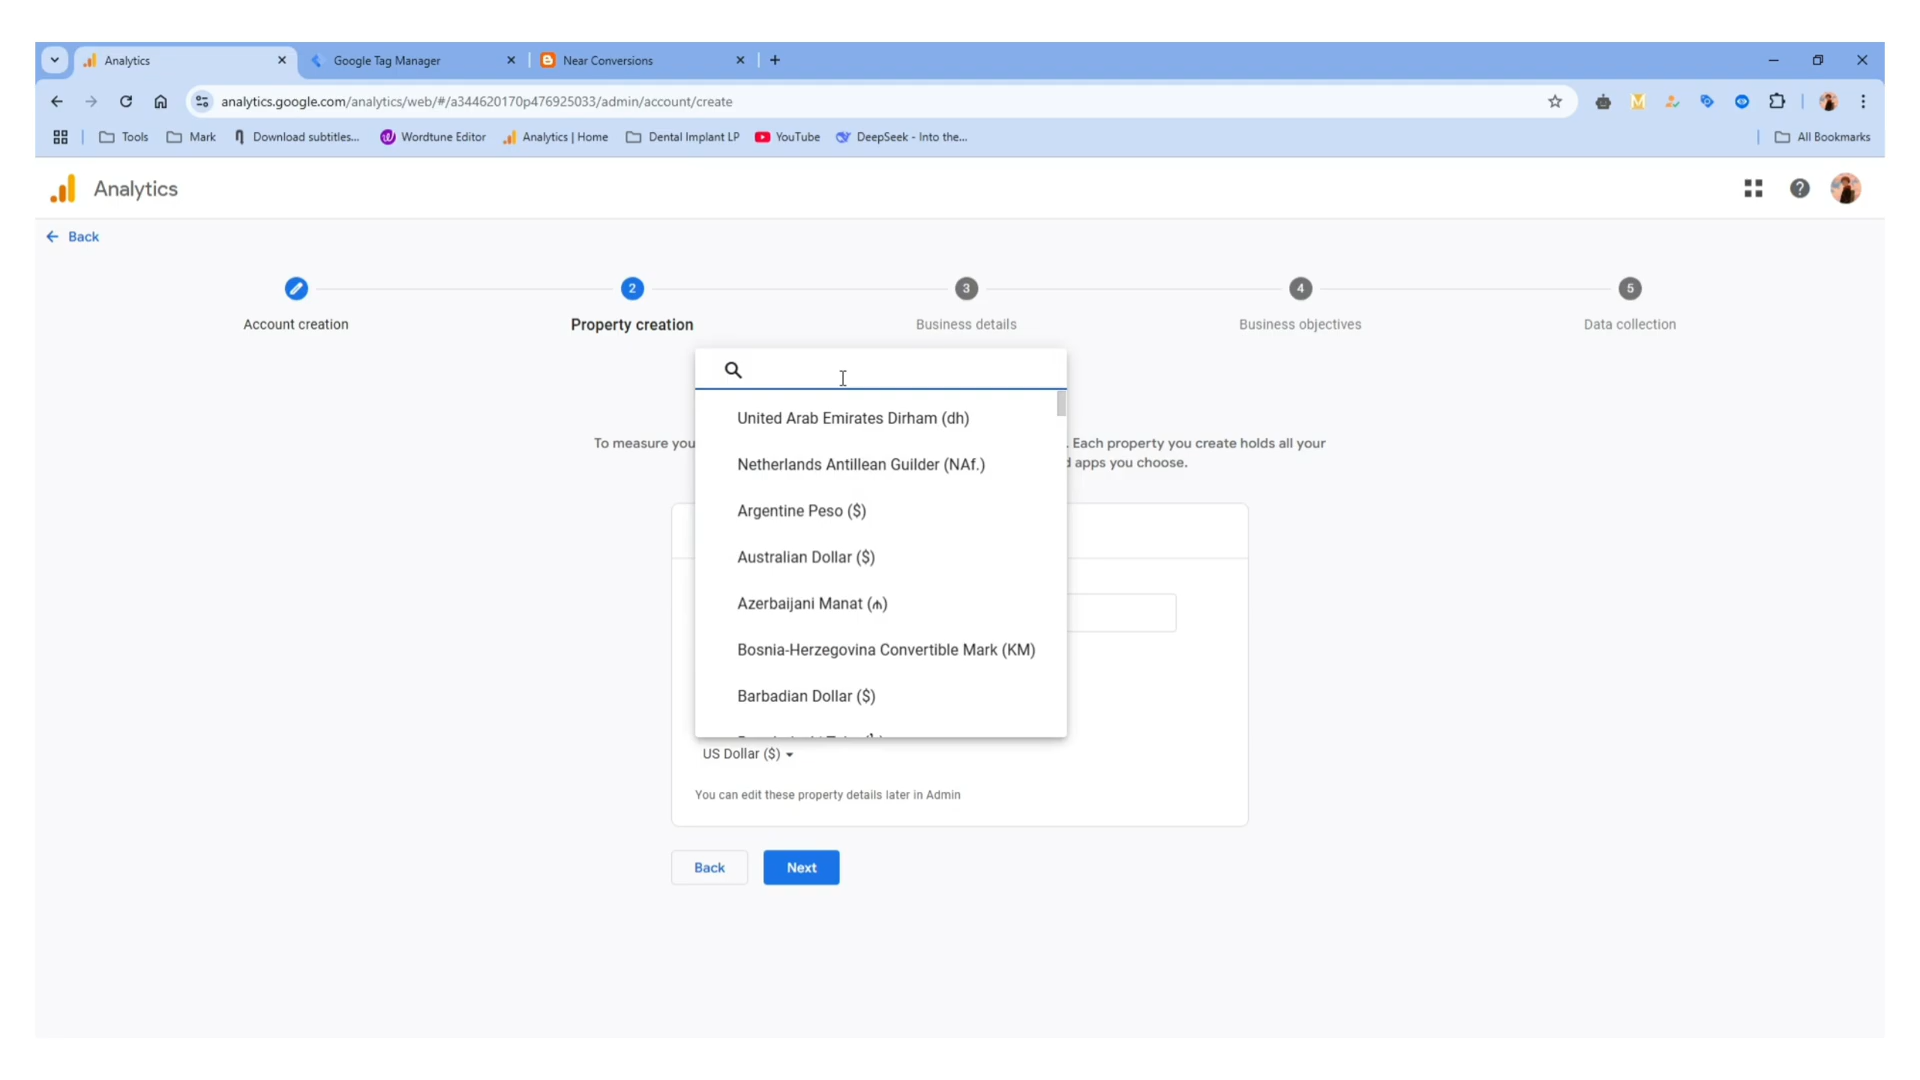 Analytics
Google Tag Manager
Near Conversions
analytics.google.com/analytics/web/#/a344620170p476925033/admin/account/create
Tools
Mark
Download subtitles...
Wordtune Editor
Analytics | Home
Dental Implant LP
YouTube
DeepSeek - Into the...
All Bookmarks
Analytics
Back
2
3
4
5
Account creation
Property creation
Business details
Business objectives
Data collection
United Arab Emirates Dirham (dh)
To measure you
. Each property you create holds all your
Netherlands Antillean Guilder (NAf.)
apps you choose.
Argentine Peso ($)
Australian Dollar ($)
Azerbaijani Manat (₼)
Bosnia-Herzegovina Convertible Mark (KM)
Barbadian Dollar ($)
US Dollar ($)
You can edit these property details later in Admin
Back
Next